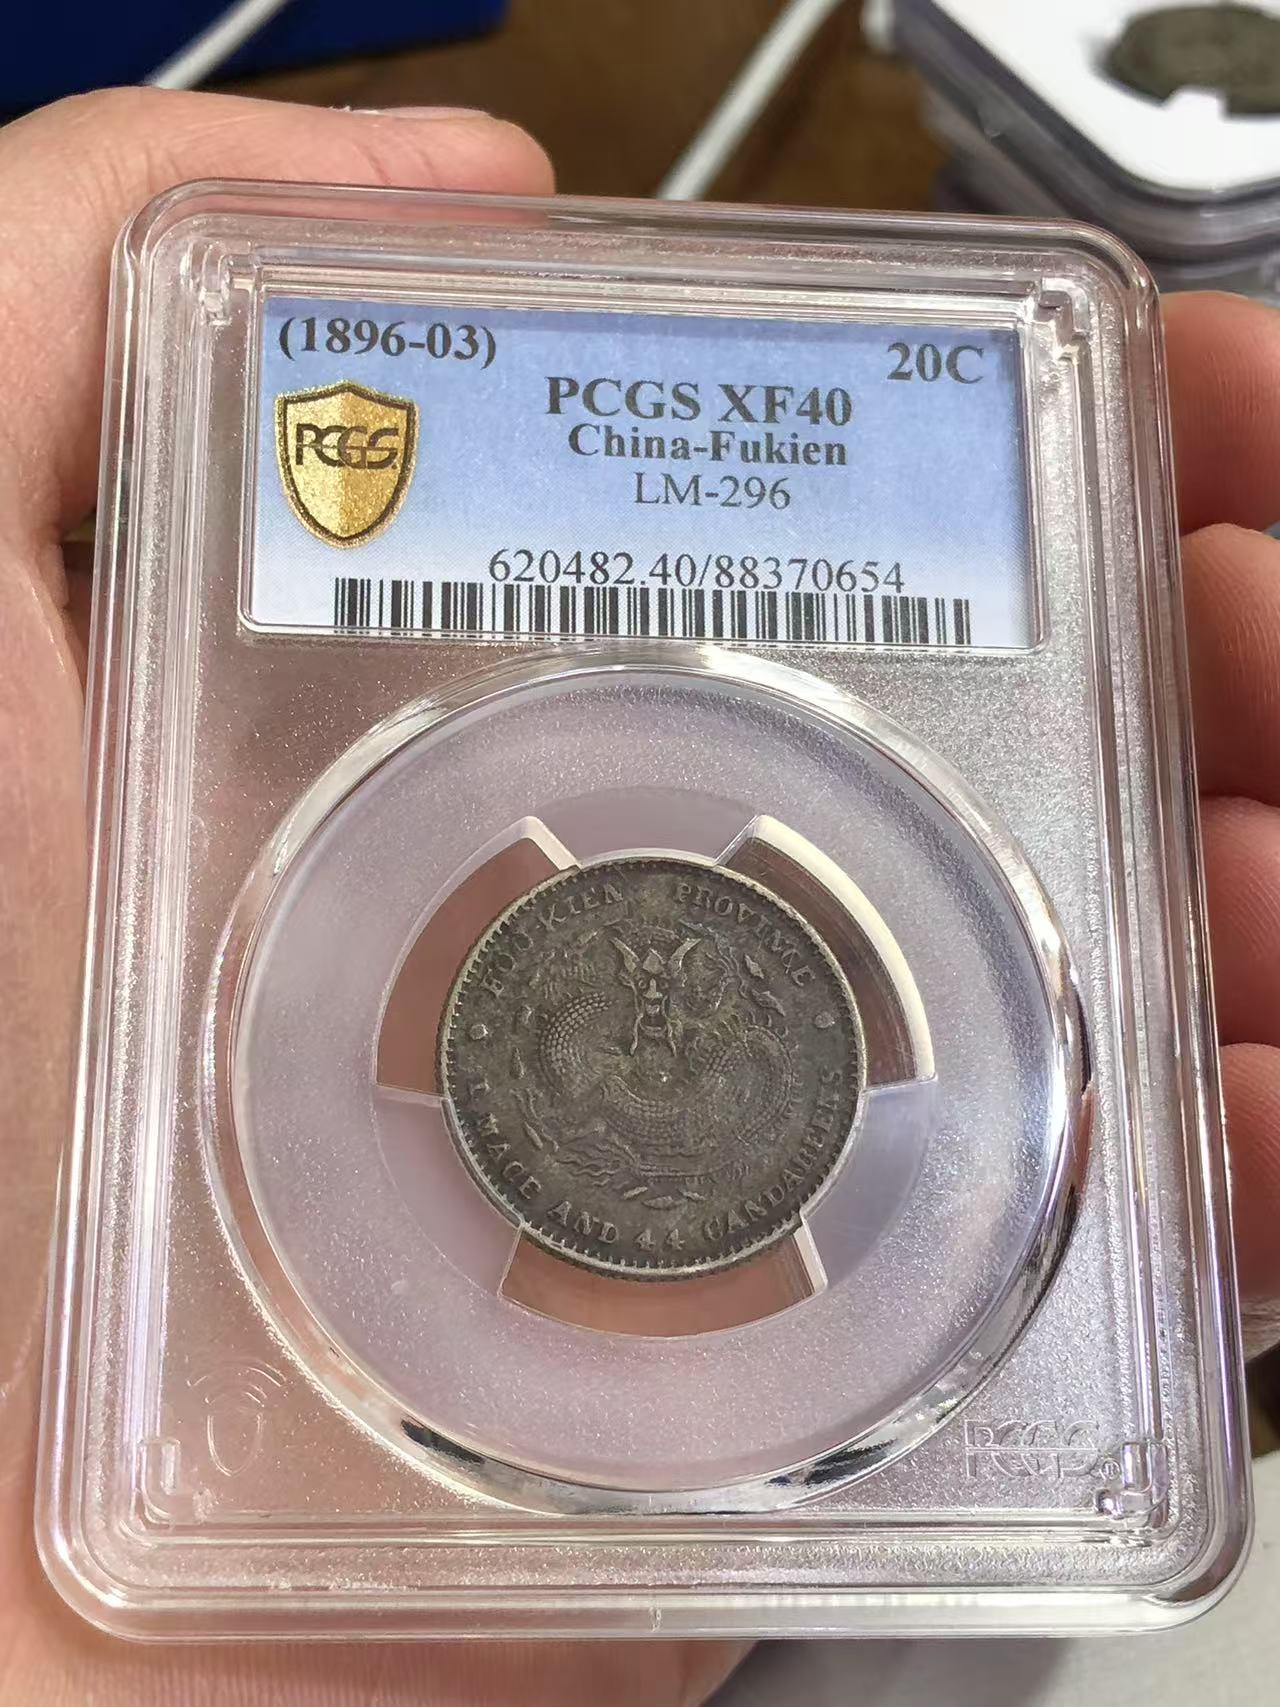 (1896-03)
20C
PCGS XF40
China-Fukien
LM-296
620482.40/88370654
PCGS
FOO-KIEN PROVINCE
1 MACE AND 44 CANDAREENS
PCGS